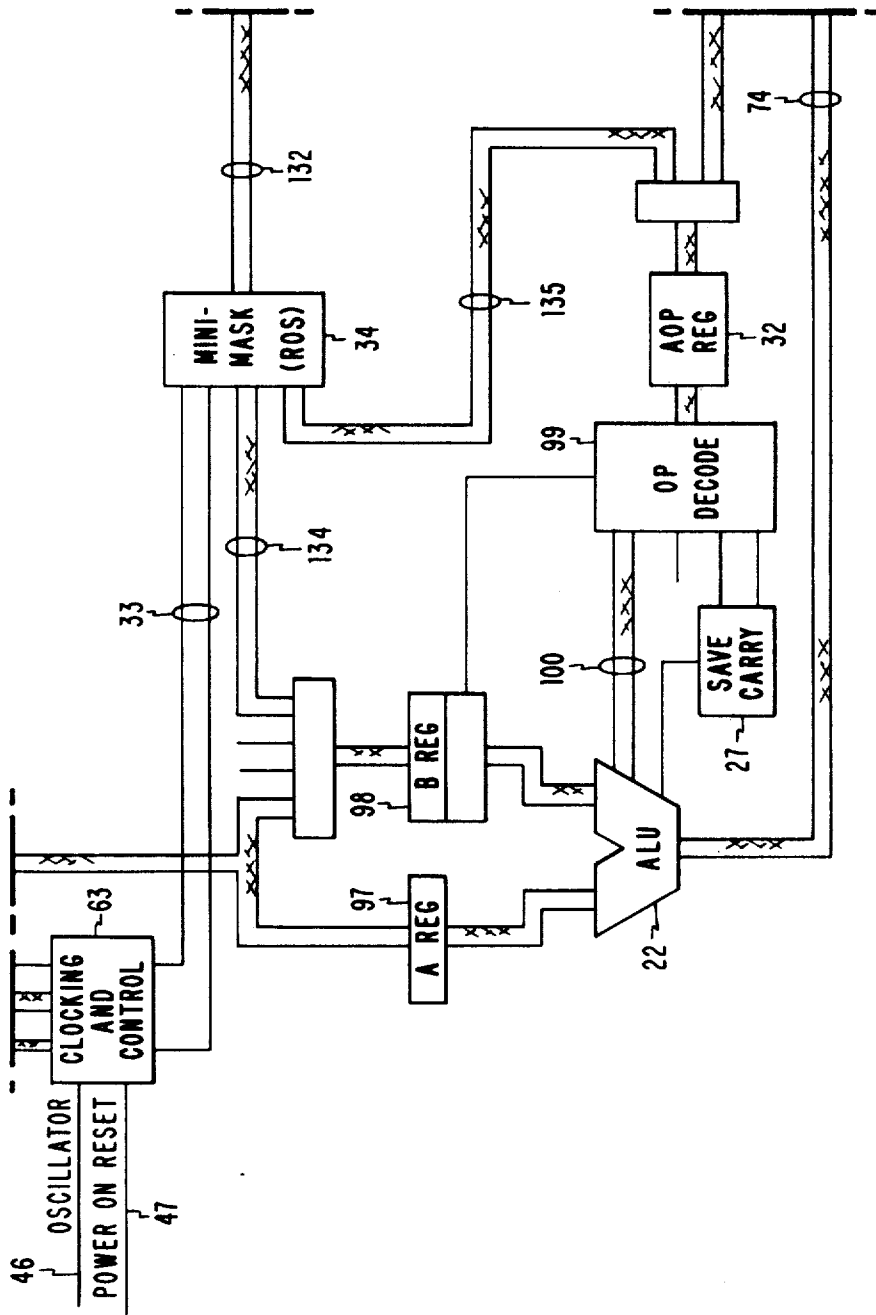 46
OSCILLATOR
POWER ON RESET
47
CLOCKING
AND
CONTROL
63
33
134
132
MINI-
MASK
(ROS)
34
135
A REG
97
B REG
98
ALU
22
100
OP
DECODE
99
AOP
REG
32
SAVE
CARRY
27
74